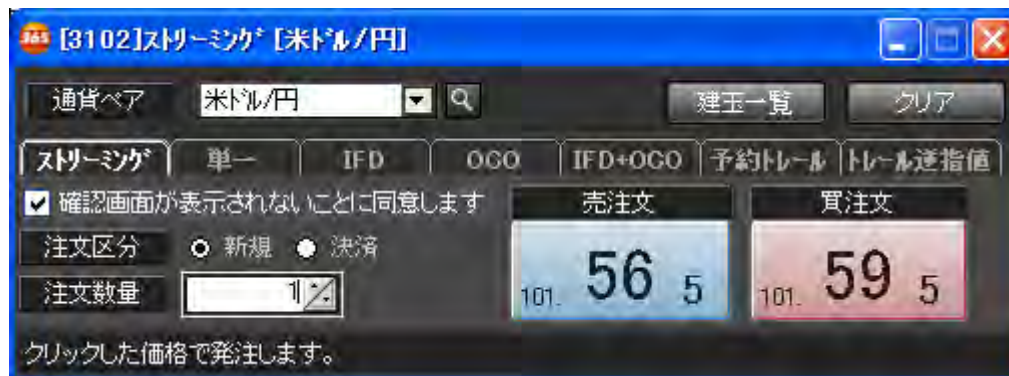 365 [3102]ストリーミング[米ドル/円]
通貨ペア 米ドル/円 建玉一覧 クリア
ストリーミング 単一 IFD OCO IFD+OCO 予約トレール トレール逆指値
確認画面が表示されないことに同意します 売注文 買注文
注文区分 新規 決済
注文数量 1
101. 56 5 101. 59 5
クリックした価格で発注します。